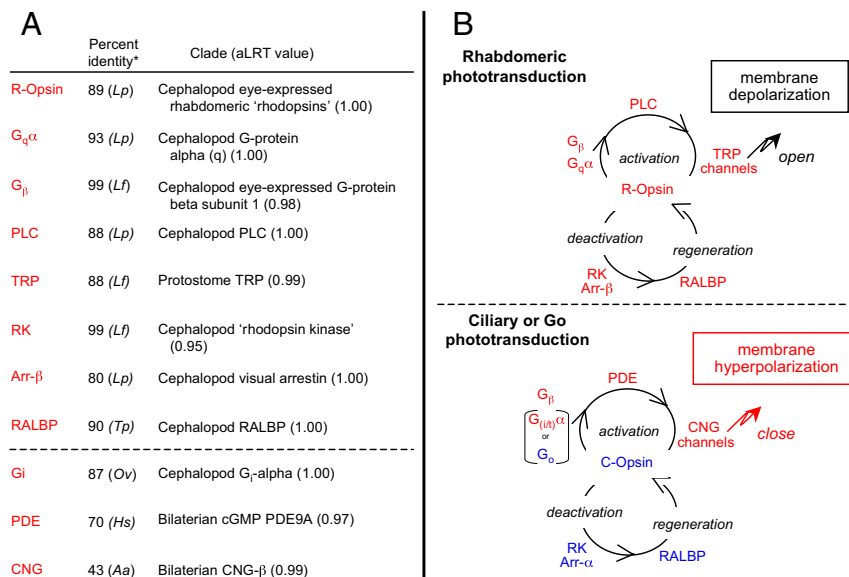 A
Percent
identity*
Clade (aLRT value)
R-Opsin 89 (Lp) Cephalopod eye-expressed
rhabdomeric 'rhodopsins' (1.00)
Gqα 93 (Lp) Cephalopod G-protein
alpha (q) (1.00)
Gβ 99 (Lf) Cephalopod eye-expressed G-protein
beta subunit 1 (0.98)
PLC 88 (Lp) Cephalopod PLC (1.00)
TRP 88 (Lf) Protostome TRP (0.99)
RK 99 (Lf) Cephalopod 'rhodopsin kinase'
(0.95)
Arr-β 80 (Lp) Cephalopod visual arrestin (1.00)
RALBP 90 (Tp) Cephalopod RALBP (1.00)
Gi 87 (Ov) Cephalopod Gi-alpha (1.00)
PDE 70 (Hs) Bilaterian cGMP PDE9A (0.97)
CNG 43 (Aa) Bilaterian CNG-β (0.99)
B
Rhabdomeric
phototransduction
membrane
depolarization
PLC
Gβ
Gqα
activation
TRP
channels
open
R-Opsin
deactivation
regeneration
RK
Arr-β
RALBP
Ciliary or Go
phototransduction
membrane
hyperpolarization
PDE
Gβ
G(i/t)α
or
Go
activation
CNG
channels
close
C-Opsin
deactivation
regeneration
RK
Arr-α
RALBP